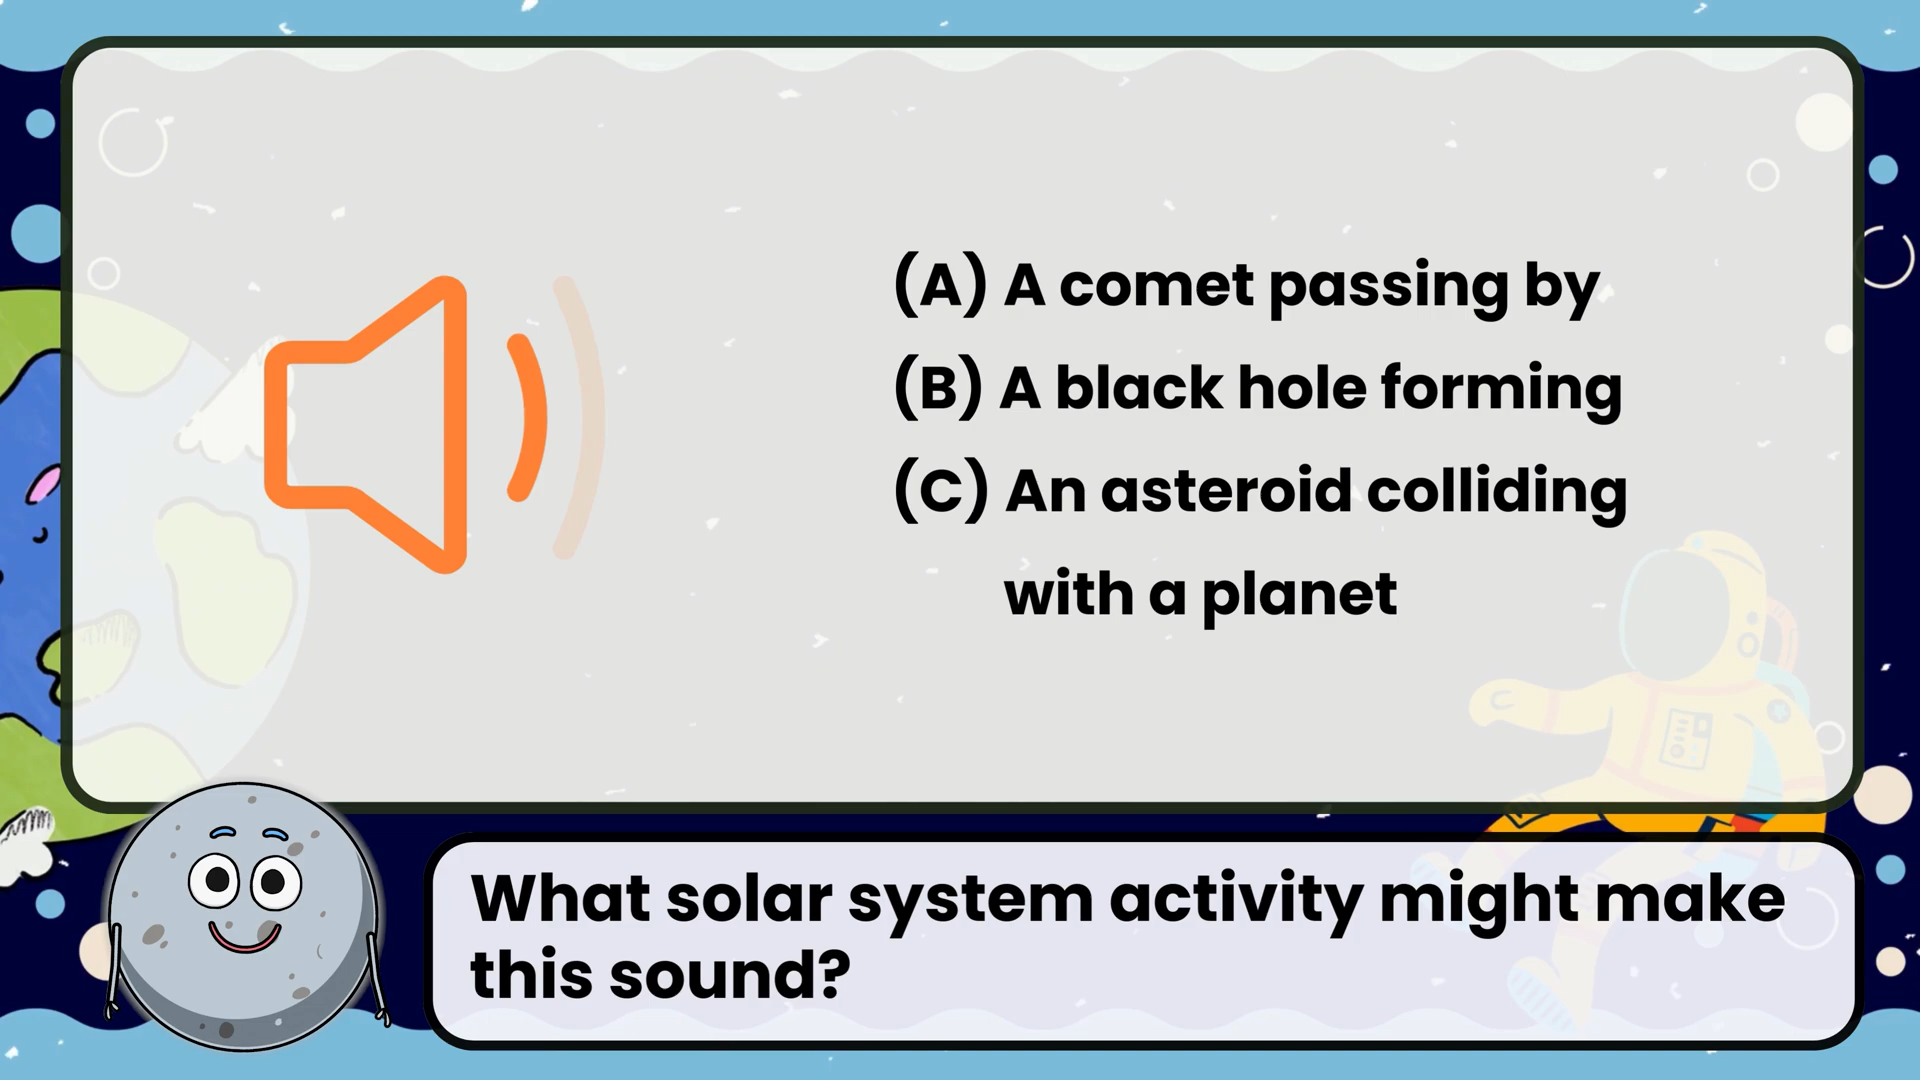 (A) A comet passing by
(B) A black hole forming
(C) An asteroid colliding
with a planet
What solar system activity might make
this sound?